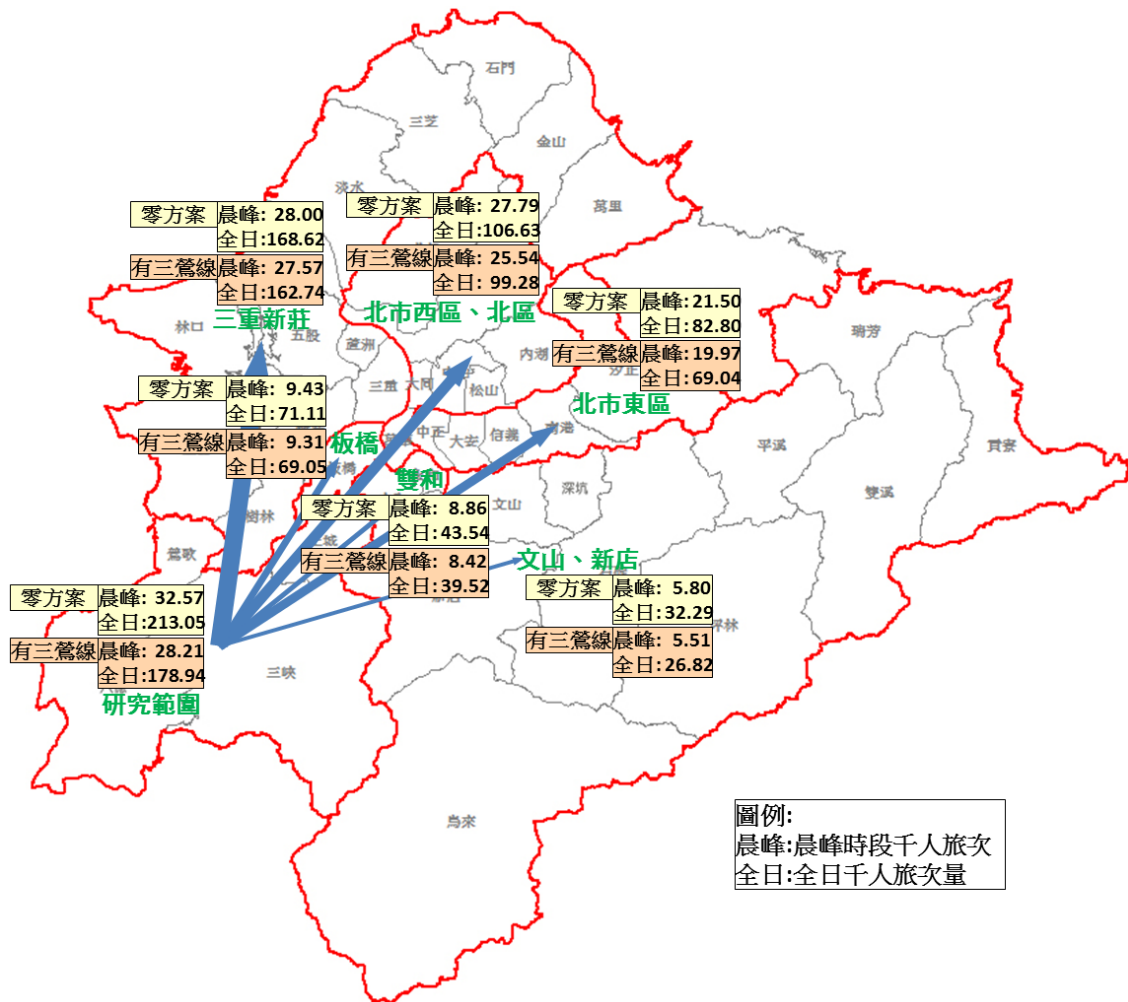 石門
三芝
金山
淡水
萬里
零方案 晨峰: 28.00
全日:168.62
有三鶯線 晨峰: 27.57
全日:162.74
三重新莊
零方案 晨峰: 27.79
全日:106.63
有三鶯線 晨峰: 25.54
全日: 99.28
北市西區、北區
零方案 晨峰:21.50
全日: 82.80
有三鶯線 晨峰:19.97
全日: 69.04
北市東區
林口
五股
蘆洲
三重
大同
松山
內湖
汐止
瑞芳
零方案 晨峰: 9.43
全日: 71.11
有三鶯線 晨峰: 9.31
全日: 69.05
板橋
板橋
中正
大安
信義
南港
平溪
貢寮
雙溪
雙和
深坑
文山
樹林
鶯歌
零方案 晨峰: 8.86
全日: 43.54
有三鶯線 晨峰: 8.42
全日: 39.52
文山、新店
零方案 晨峰: 5.80
全日: 32.29
有三鶯線 晨峰: 5.51
全日: 26.82
坪林
零方案 晨峰: 32.57
全日:213.05
有三鶯線 晨峰: 28.21
全日:178.94
研究範圍
三峽
烏來
圖例:
晨峰:晨峰時段千人旅次
全日:全日千人旅次量